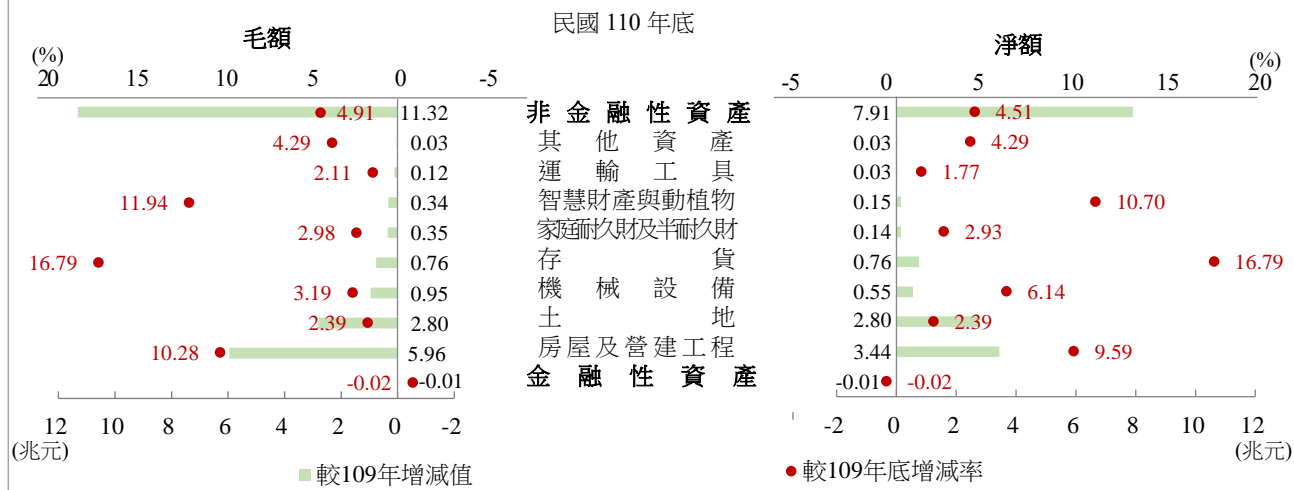 民國 110 年底
毛額 淨額
(%) (%)
20 15 10 5 0 -5 -5 0 5 10 15 20
4.91 11.32 非金融性資產 7.91 4.51
4.29 0.03 其他資產 0.03 4.29
2.11 0.12 運輸工具 0.03 1.77
11.94 0.34 智慧財產與動植物 0.15 10.70
2.98 0.35 家庭耐久財及半耐久財 0.14 2.93
16.79 0.76 存貨 0.76 16.79
3.19 0.95 機械設備 0.55 6.14
2.39 2.80 土地 2.80 2.39
10.28 5.96 房屋及營建工程 3.44 9.59
-0.02 -0.01 金融性資產 -0.01 -0.02
12 10 8 6 4 2 0 -2 0 2 4 6 8 10 12
(兆元) (兆元)
較109年增減值 較109年底增減率